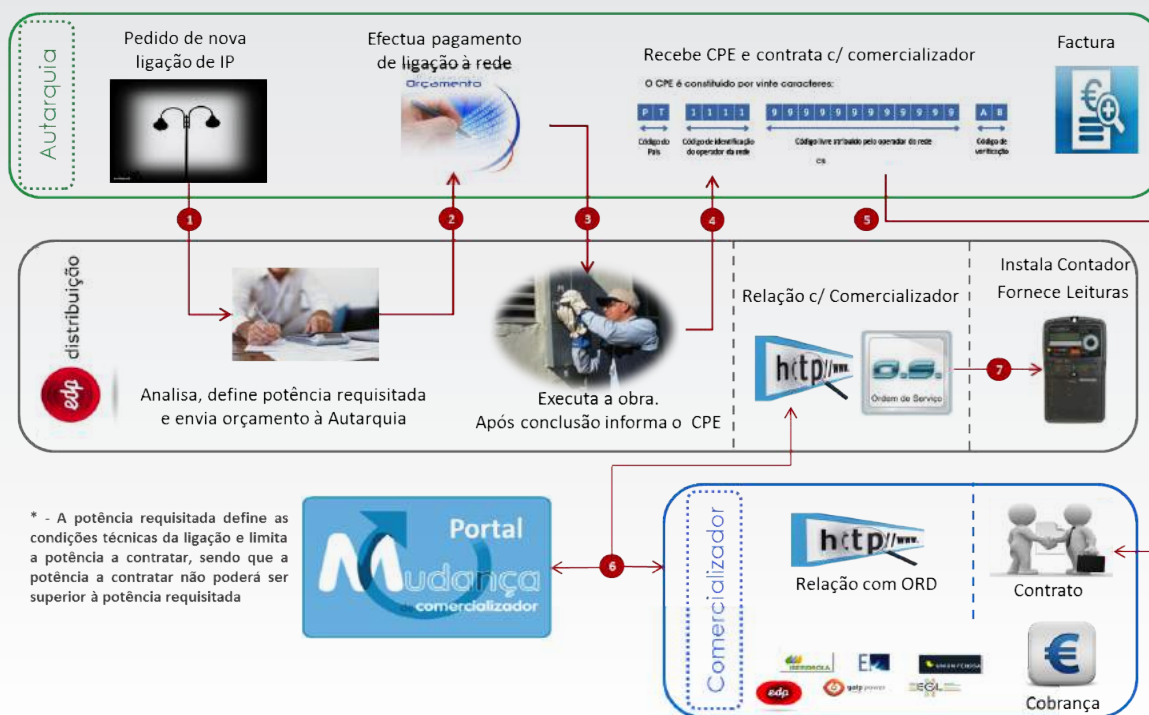 Autarquia
Pedido de nova
ligação de IP
Efectua pagamento
de ligação à rede
Orçamento
Recebe CPE e contrata c/ comercializador
O CPE é constituído por vinte caracteres:
P T 1 1 1 1 9 9 9 9 9 9 9 9 9 9 9 9 A B
Código do
País
Código de identificação
do operador da rede
Código livre atribuído pelo operador da rede
Código de
verificação
Factura
1
2
3
4
5
edp distribuição
Analisa, define potência requisitada
e envia orçamento à Autarquia
Executa a obra.
Após conclusão informa o CPE
Relação c/ Comercializador
http://www.
O.S.
Ordem de Serviço
7
Instala Contador
Fornece Leituras
* - A potência requisitada define as
condições técnicas da ligação e limita
a potência a contratar, sendo que a
potência a contratar não poderá ser
superior à potência requisitada
Portal
Mudança
de comercializador
6
Comercializador
http://www.
Relação com ORD
Contrato
IBERDROLA
UNION FENOSA
edp
galp power
EGL
€
Cobrança